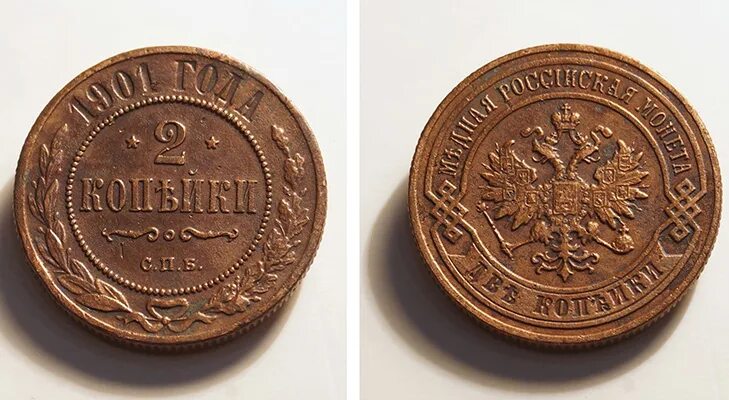 1901 ГОДА
2
КОПѢЙКИ
С.П.Б.
МѢДНАЯ РОССІЙСКАЯ МОНЕТА
ДВѢ КОПѢЙКИ